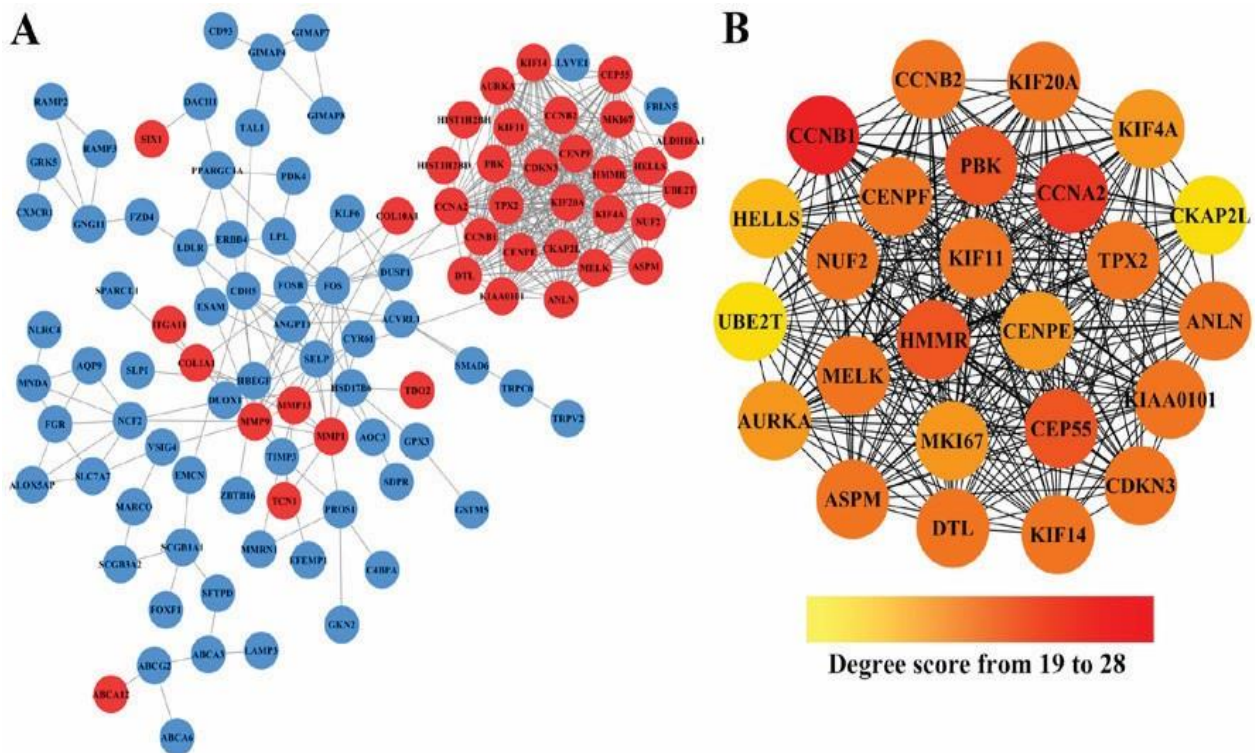 A
CD93
GIMAP7
GIMAP4
GIMAP8
RAMP2
DACH1
TAL1
SIX1
RAMP3
GRK5
PPARGC1A
PDK4
CX3CR1
GNG11
FZD4
KLF6
COL10A1
LDLR
ERBB4
LPL
DUSP1
CDH5
FOSB
FOS
SPARCL1
ESAM
ANGPT1
ACVRL1
ITGA11
CYR61
NLRC4
COL1A1
SELP
AQP9
SLPI
HBEGF
HSD17B6
TDO2
SMAD6
TRPC6
MNDA
DUOX1
MMP13
TRPV2
FGR
NCF2
MMP9
MMP1
AOC3
GPX3
VSIG4
TIMP3
ALOX5AP
SLC7A7
EMCN
ZBTB16
SDPR
MARCO
TCN1
PROS1
GSTM5
SCGB3A2
SCGB1A1
MMRN1
EFEMP1
C4BPA
FOXF1
SFTPD
GKN2
ABCG2
ABCA3
LAMP3
ABCA12
ABCA6
KIF14
LYVE1
CEP55
AURKA
FBLN5
HIST1H2BH
KIF11
CCNB2
MKI67
ALDH18A1
HIST1H2BD
PBK
CDKN3
CENPF
HMMR
HELLS
UBE2T
CCNA2
TPX2
KIF20A
KIF4A
NUF2
CCNB1
CENPE
CKAP2L
MELK
ASPM
DTL
KIAA0101
ANLN
B
CCNB2
KIF20A
CCNB1
KIF4A
PBK
CENPF
CCNA2
HELLS
CKAP2L
NUF2
KIF11
TPX2
UBE2T
HMMR
CENPE
ANLN
MELK
KIAA0101
AURKA
MKI67
CEP55
CDKN3
ASPM
DTL
KIF14
Degree score from 19 to 28